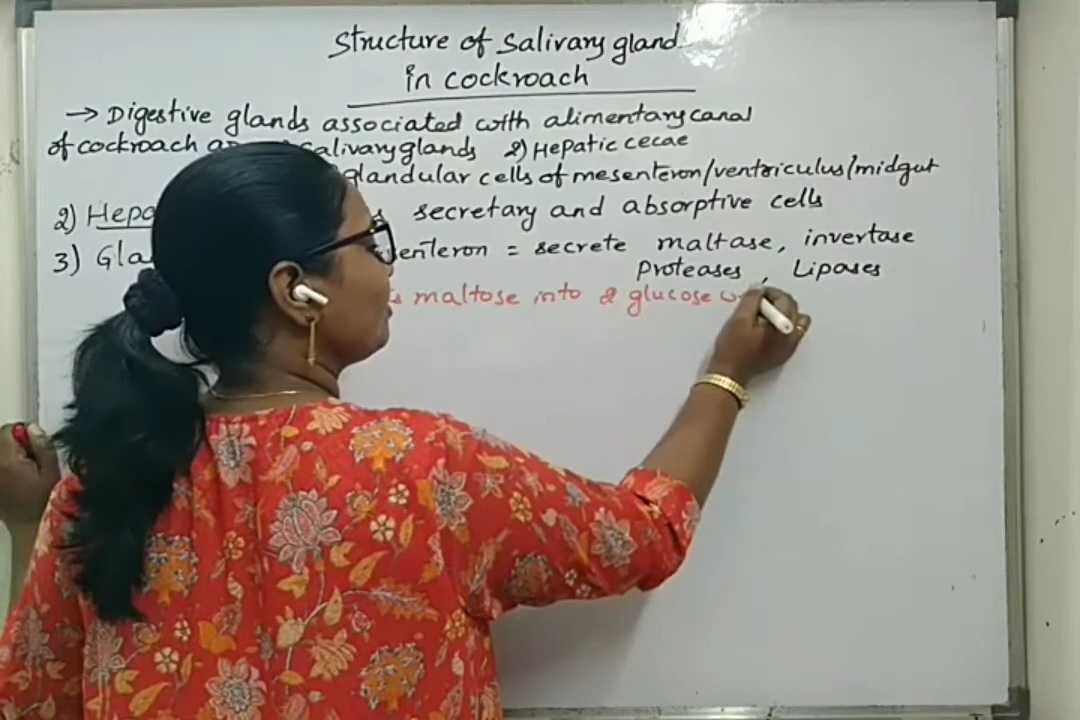 Structure of Salivary gland
in cockroach
→ Digestive glands associated with alimentary canal
of cockroach salivary glands 2) Hepatic cecae
glandular cells of mesenteron/ventriculus/midgut
2) secretary and absorptive cells
3) = secrete maltase, invertase
Proteases, Lipases
maltose into 2 glucose